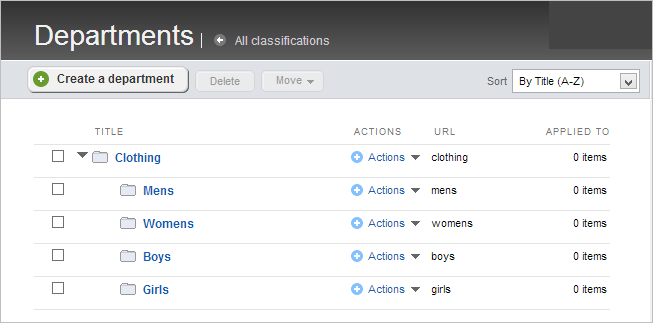 Departments | All classifications
Create a department Delete Move Sort By Title (A-Z)
TITLE ACTIONS URL APPLIED TO
Clothing Actions clothing 0 items
Mens Actions mens 0 items
Womens Actions womens 0 items
Boys Actions boys 0 items
Girls Actions girls 0 items